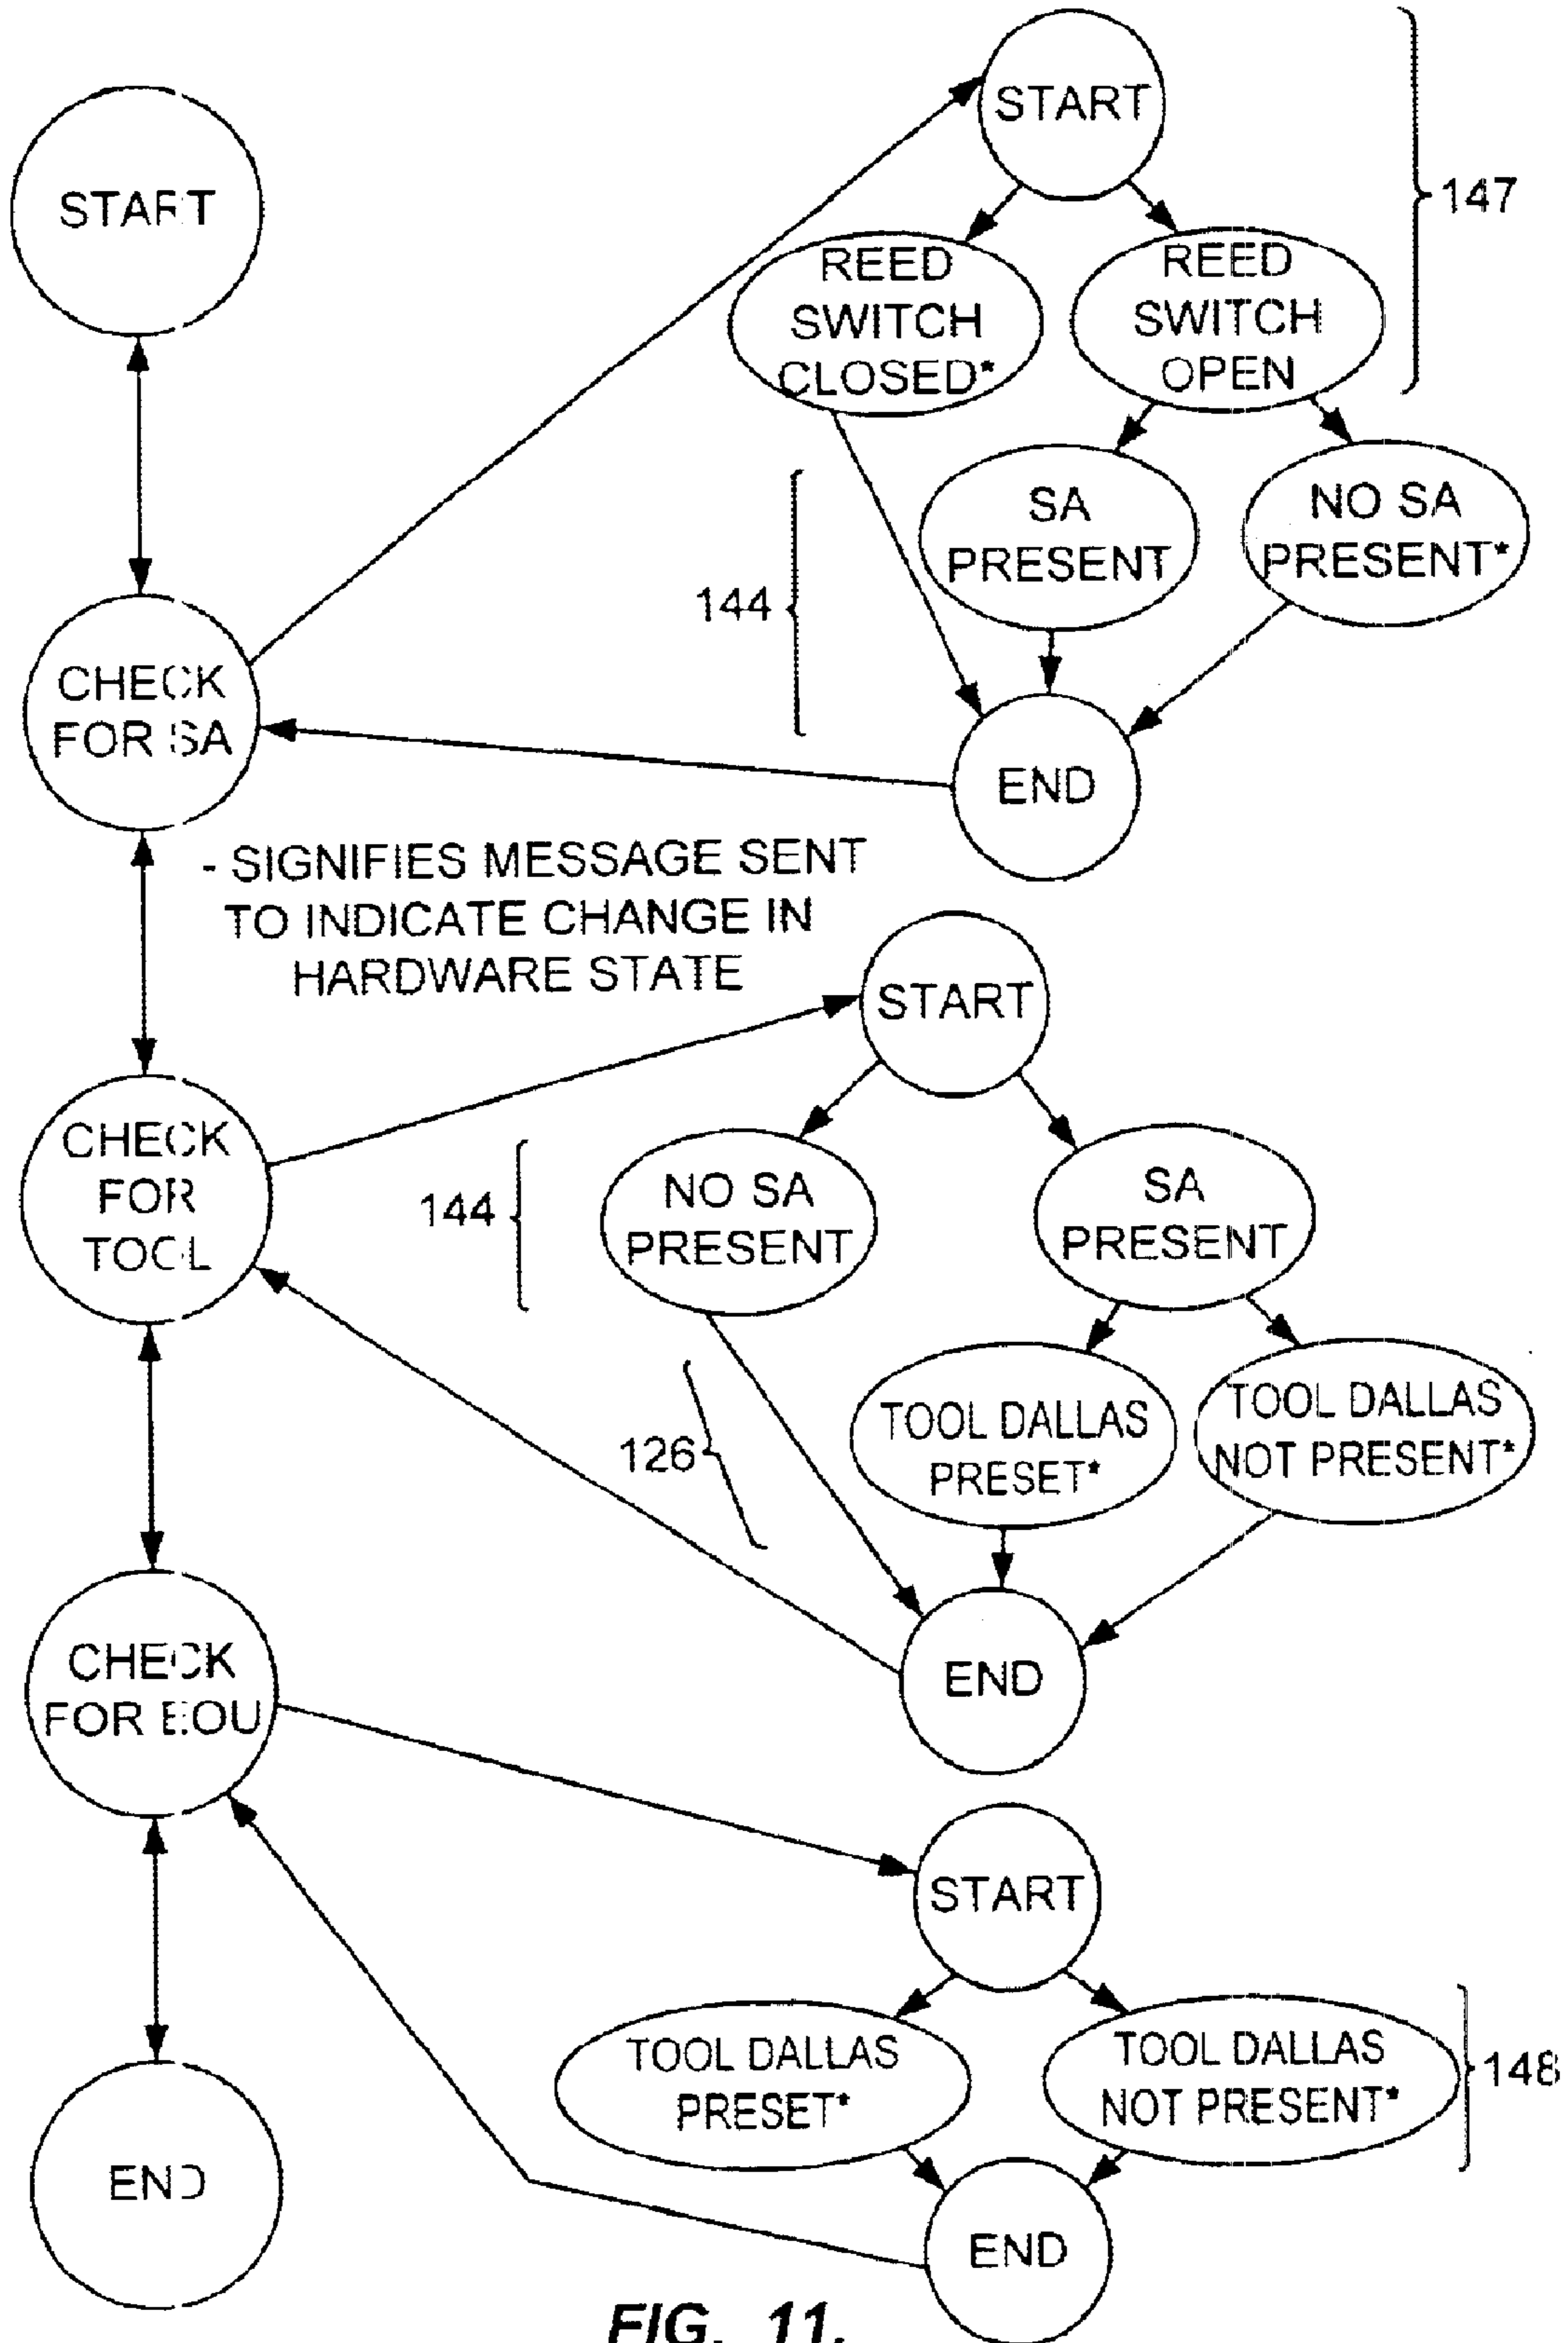 START
CHECK
FOR SA
- SIGNIFIES MESSAGE SENT
TO INDICATE CHANGE IN
HARDWARE STATE
CHECK
FOR
TOOL
CHECK
FOR EOU
END
START
147
REED
SWITCH
CLOSED*
REED
SWITCH
OPEN
144
SA
PRESENT
NO SA
PRESENT*
END
START
144
NO SA
PRESENT
SA
PRESENT
126
TOOL DALLAS
PRESET*
TOOL DALLAS
NOT PRESENT*
END
START
TOOL DALLAS
PRESET*
TOOL DALLAS
NOT PRESENT*
148
END
FIG. 11.